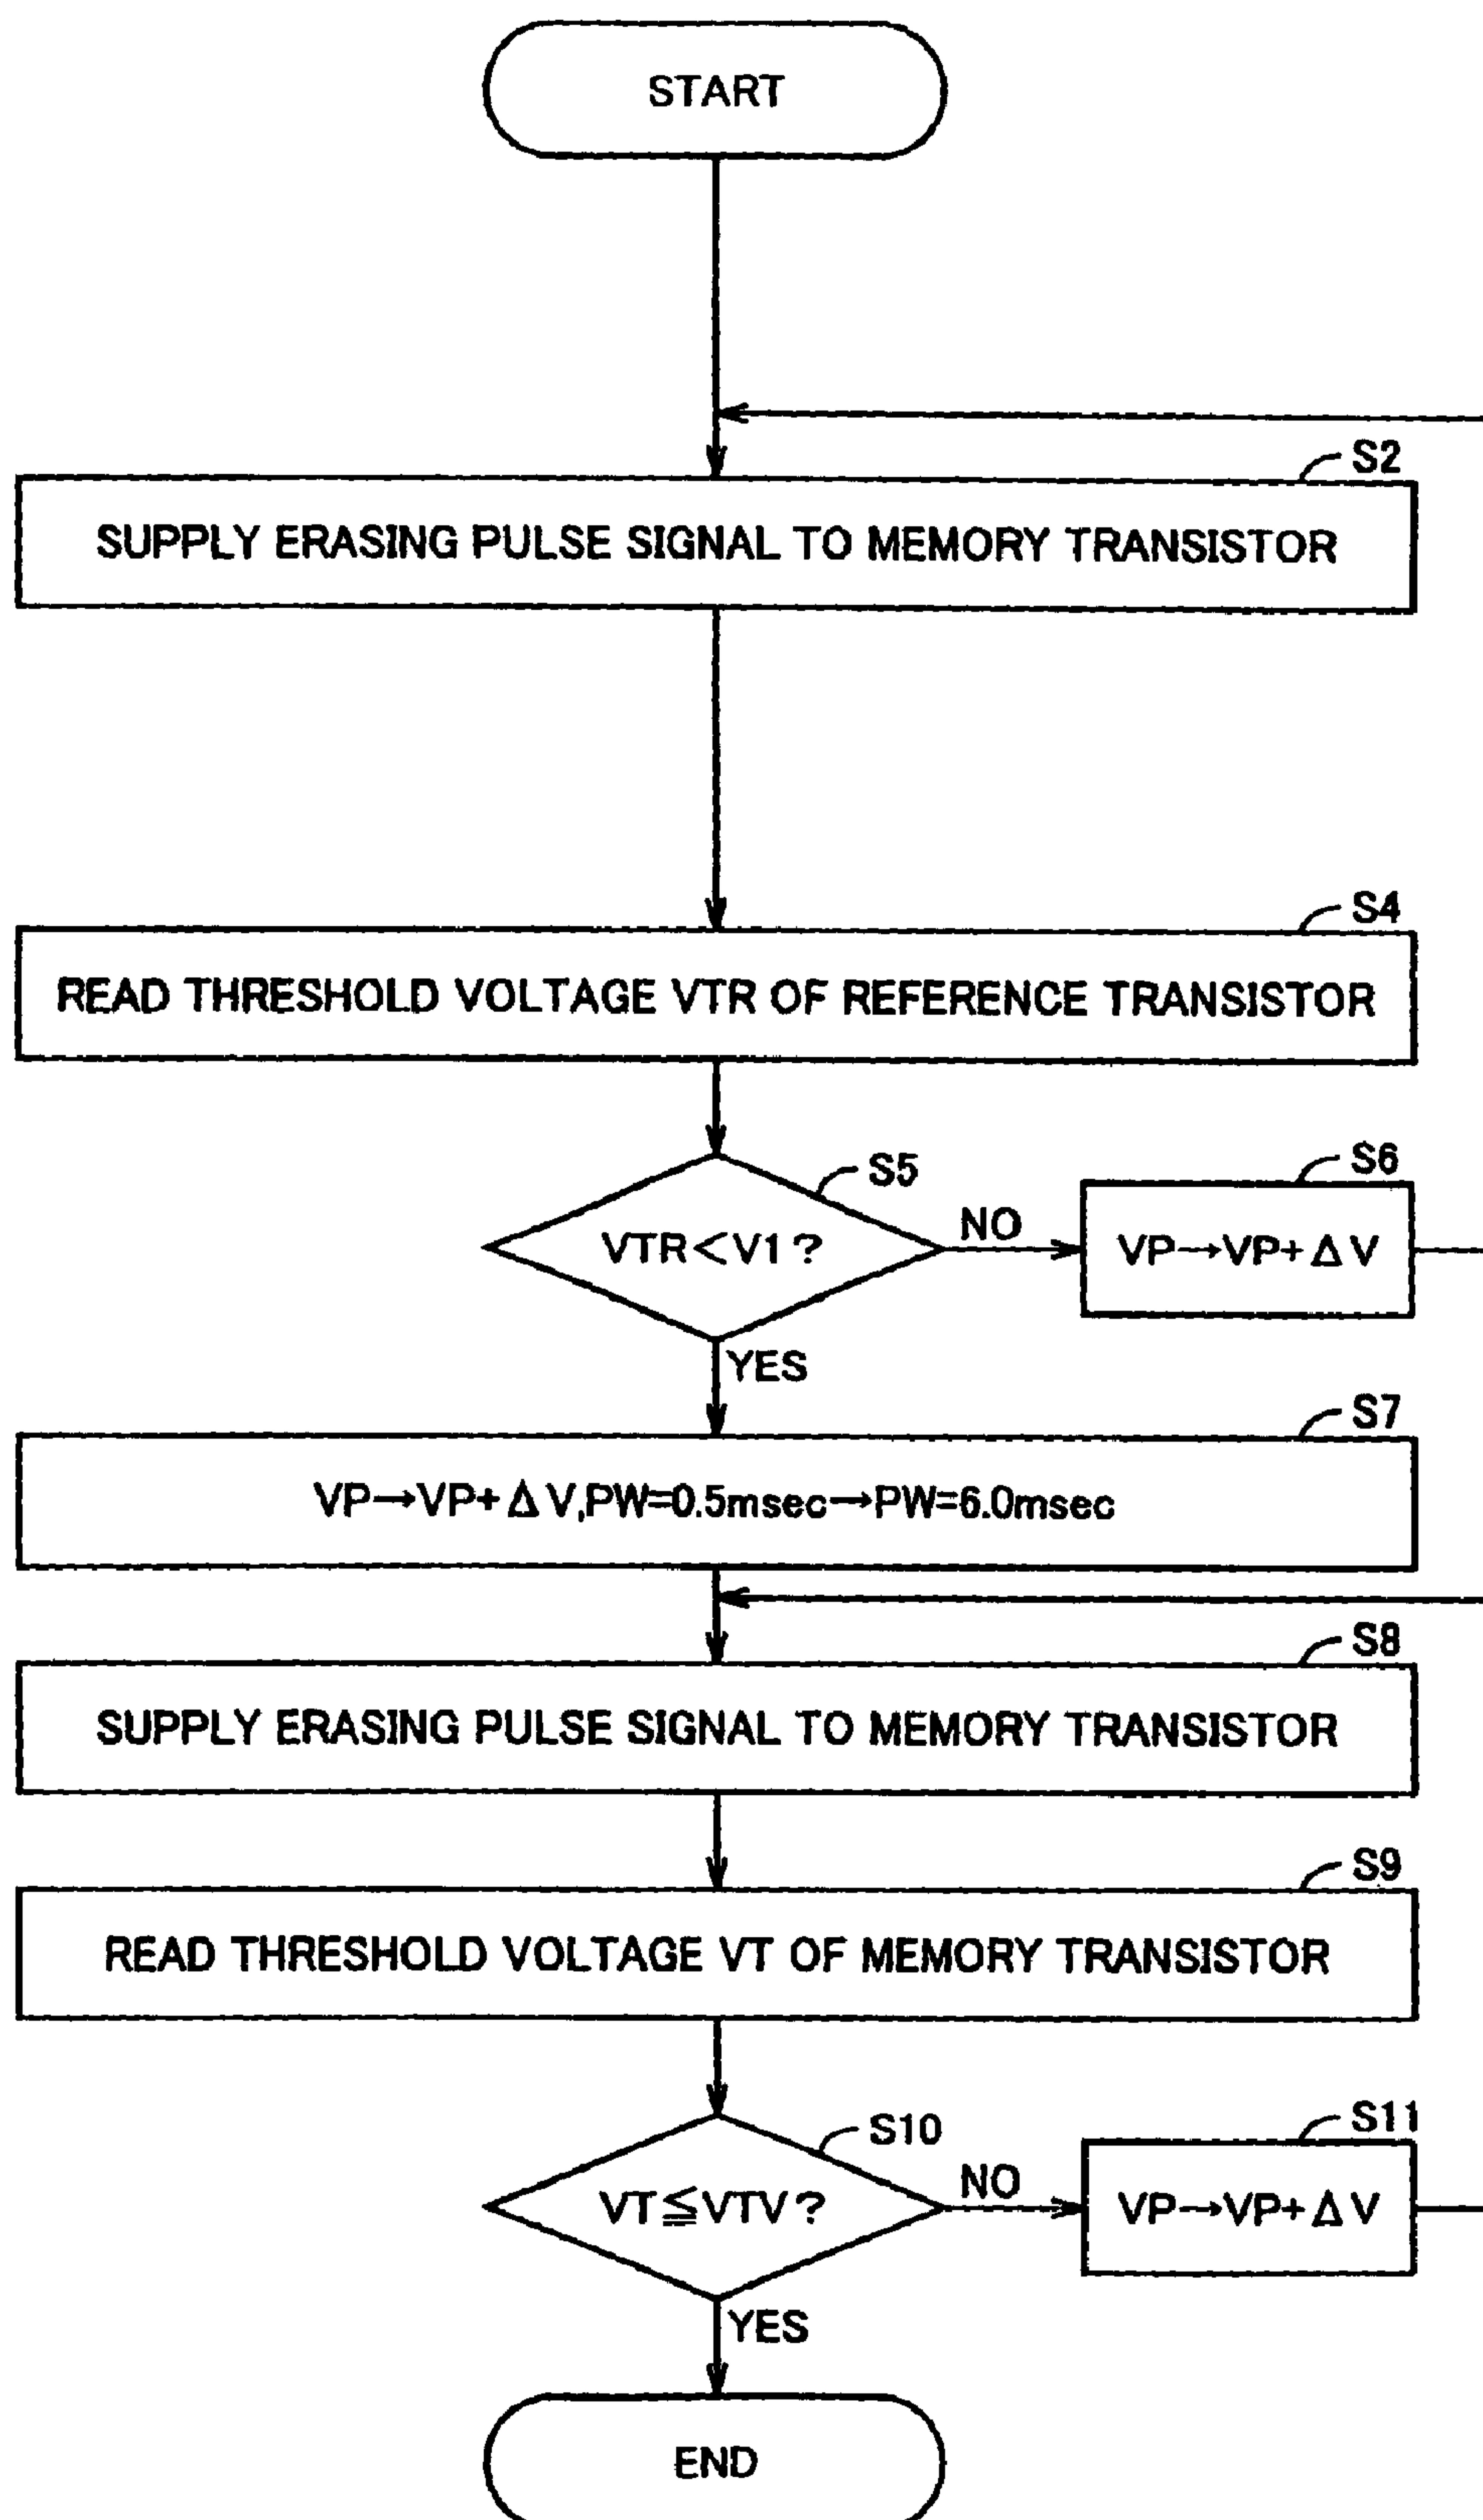 START
S2
SUPPLY ERASING PULSE SIGNAL TO MEMORY TRANSISTOR
S4
READ THRESHOLD VOLTAGE VTR OF REFERENCE TRANSISTOR
S5
VTR<V1?
NO
S6
VP→VP+ΔV
YES
S7
VP→VP+ΔV,PW=0.5msec→PW=6.0msec
S8
SUPPLY ERASING PULSE SIGNAL TO MEMORY TRANSISTOR
S9
READ THRESHOLD VOLTAGE VT OF MEMORY TRANSISTOR
S10
VT≦VTV?
NO
S11
VP→VP+ΔV
YES
END